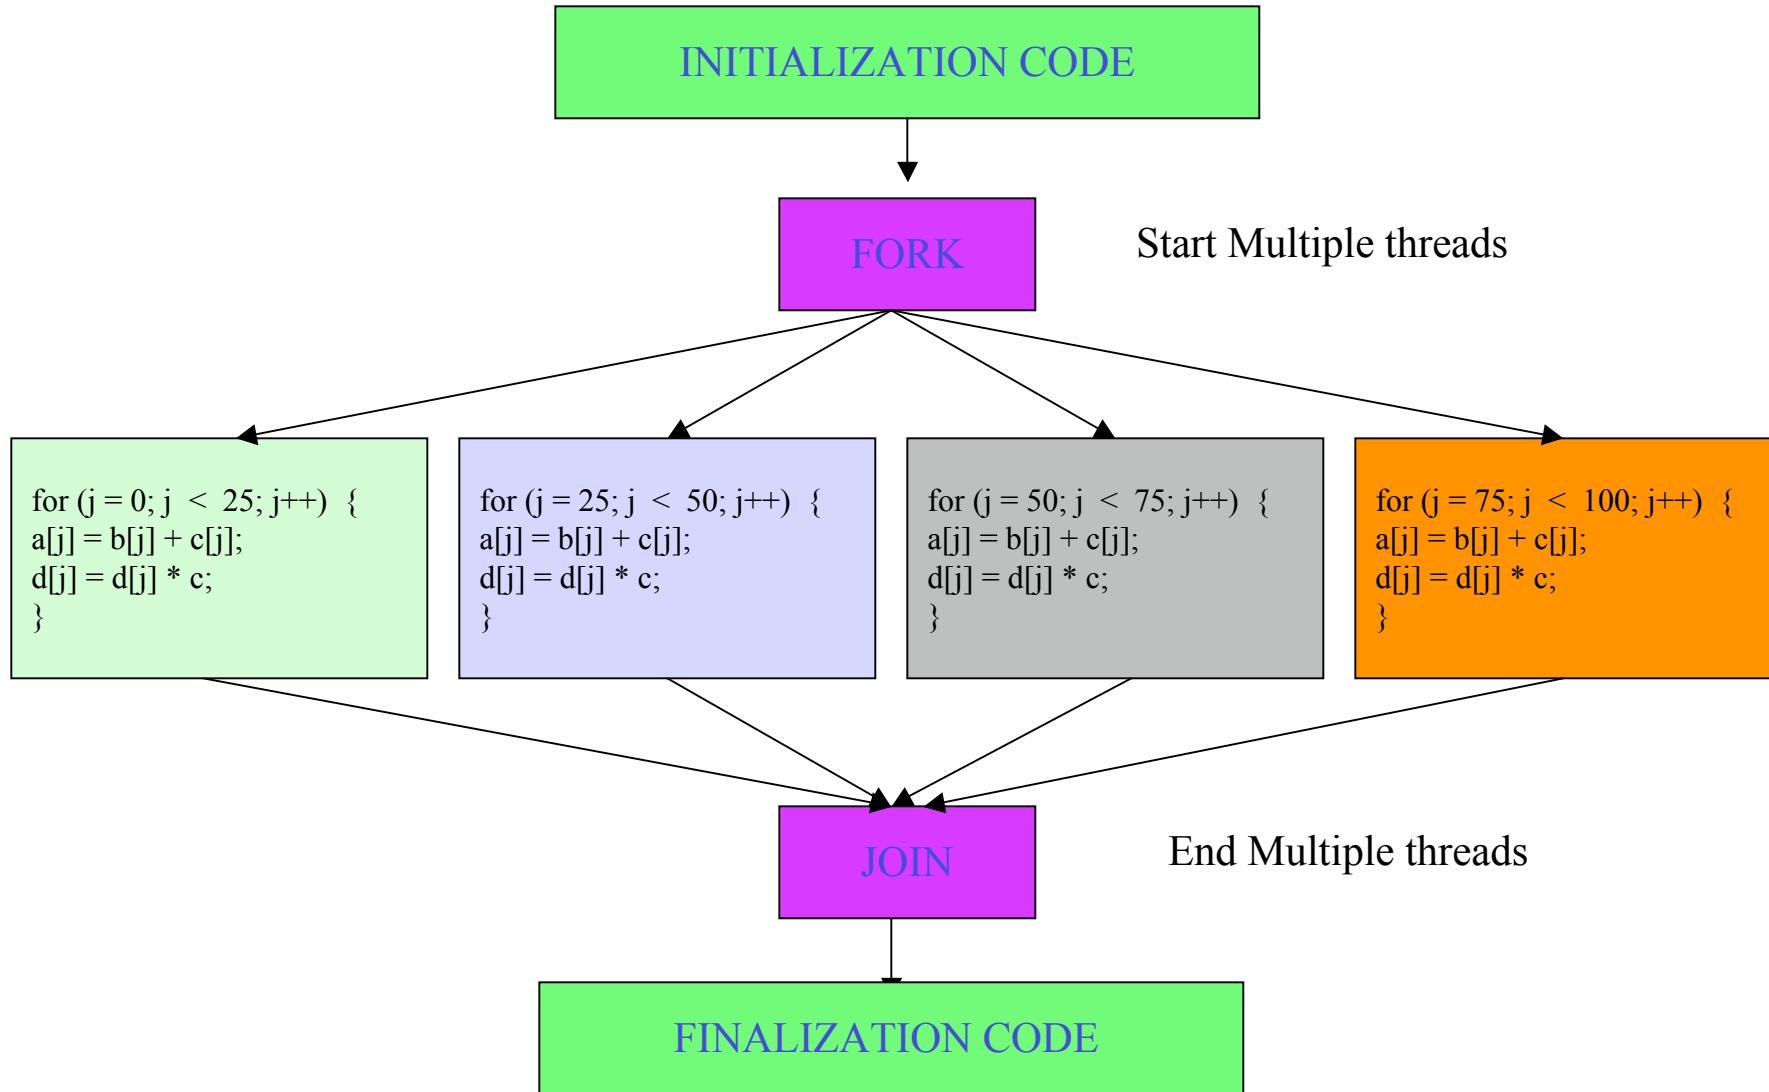 INITIALIZATION CODE
FORK
Start Multiple threads
for (j = 0; j < 25; j++) {
a[j] = b[j] + c[j];
d[j] = d[j] * c;
}
for (j = 25; j < 50; j++) {
a[j] = b[j] + c[j];
d[j] = d[j] * c;
}
for (j = 50; j < 75; j++) {
a[j] = b[j] + c[j];
d[j] = d[j] * c;
}
for (j = 75; j < 100; j++) {
a[j] = b[j] + c[j];
d[j] = d[j] * c;
}
JOIN
End Multiple threads
FINALIZATION CODE